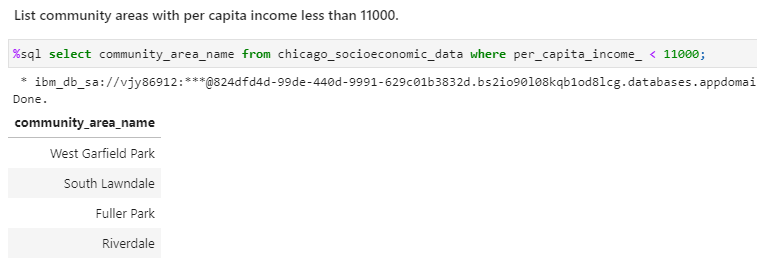 List community areas with per capita income less than 11000.
%sql select community_area_name from chicago_socioeconomic_data where per_capita_income_ < 11000;
* ibm_db_sa://vjy86912:***@824dfd4d-99de-440d-9991-629c01b3832d.bs2io90l08kqb1od8lcg.databases.appdomai
Done.
community_area_name
West Garfield Park
South Lawndale
Fuller Park
Riverdale